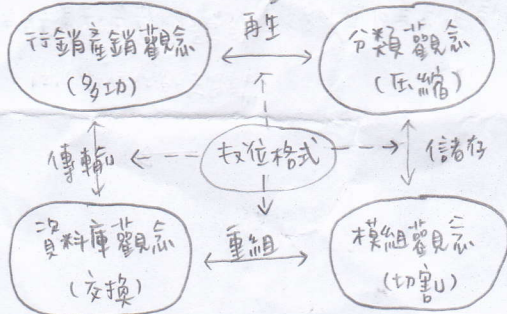 再生
行銷產銷觀念
(多功)
分類觀念
(压縮)
傳輸
数位格式
儲存
資料庫觀念
(交換)
重組
模組觀念
(切割)